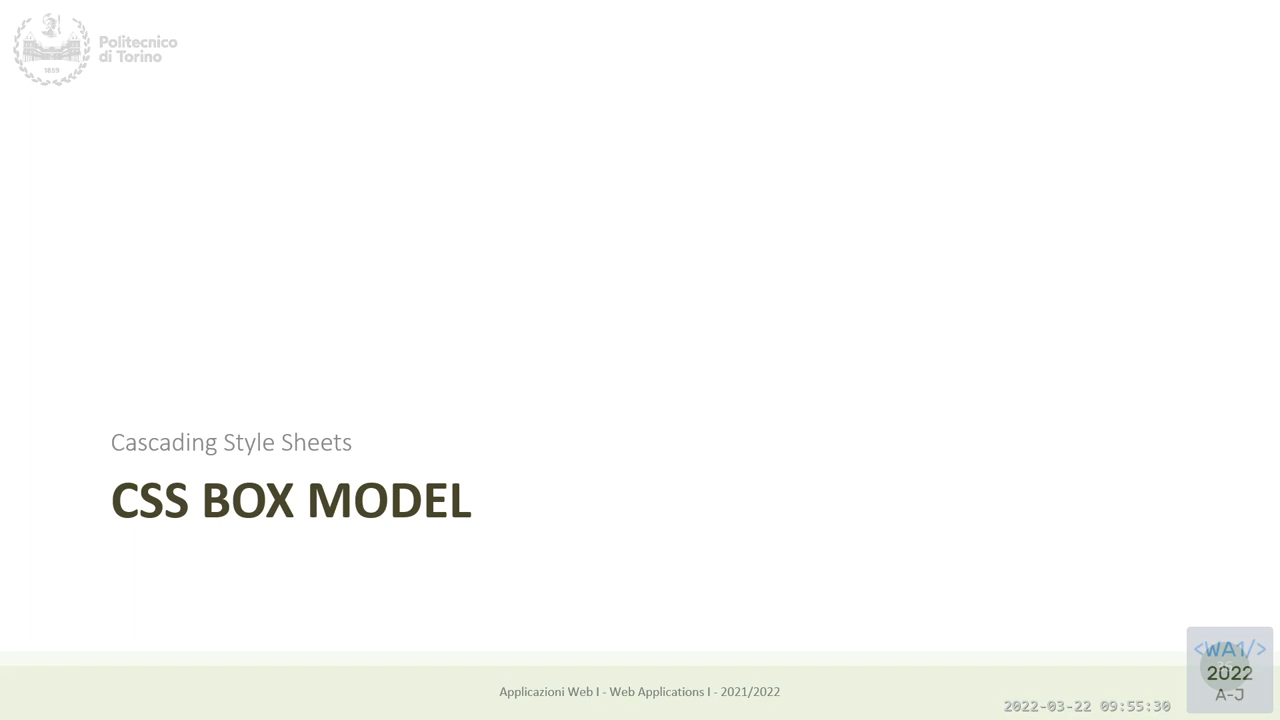 Politecnico
di Torino
1859
Cascading Style Sheets
CSS BOX MODEL
Applicazioni Web I - Web Applications I - 2021/2022
2022-03-22 09:55:30
<WA1/>
2022
A-J